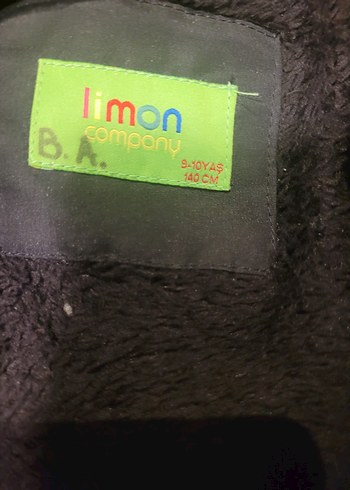 limon
company
B.A.
9-10YAŞ
140 CM